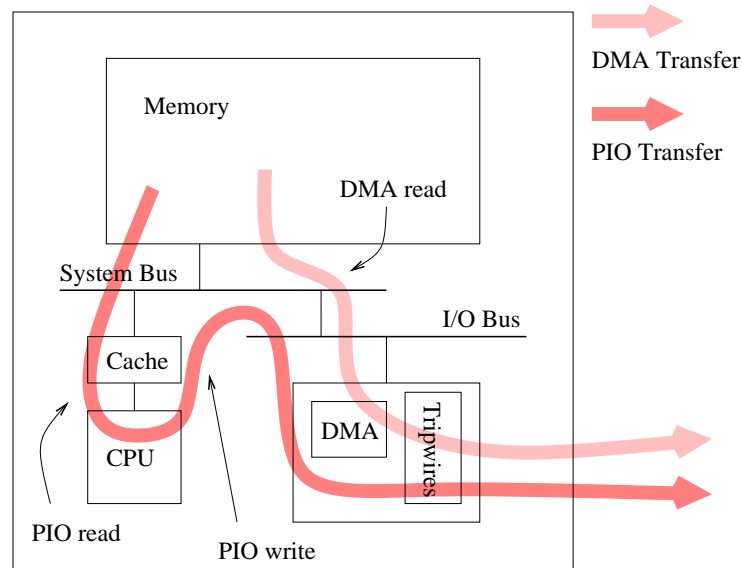 DMA Transfer
Memory
PIO Transfer
DMA read
System Bus
I/O Bus
Cache
DMA
Tripwires
CPU
PIO read
PIO write